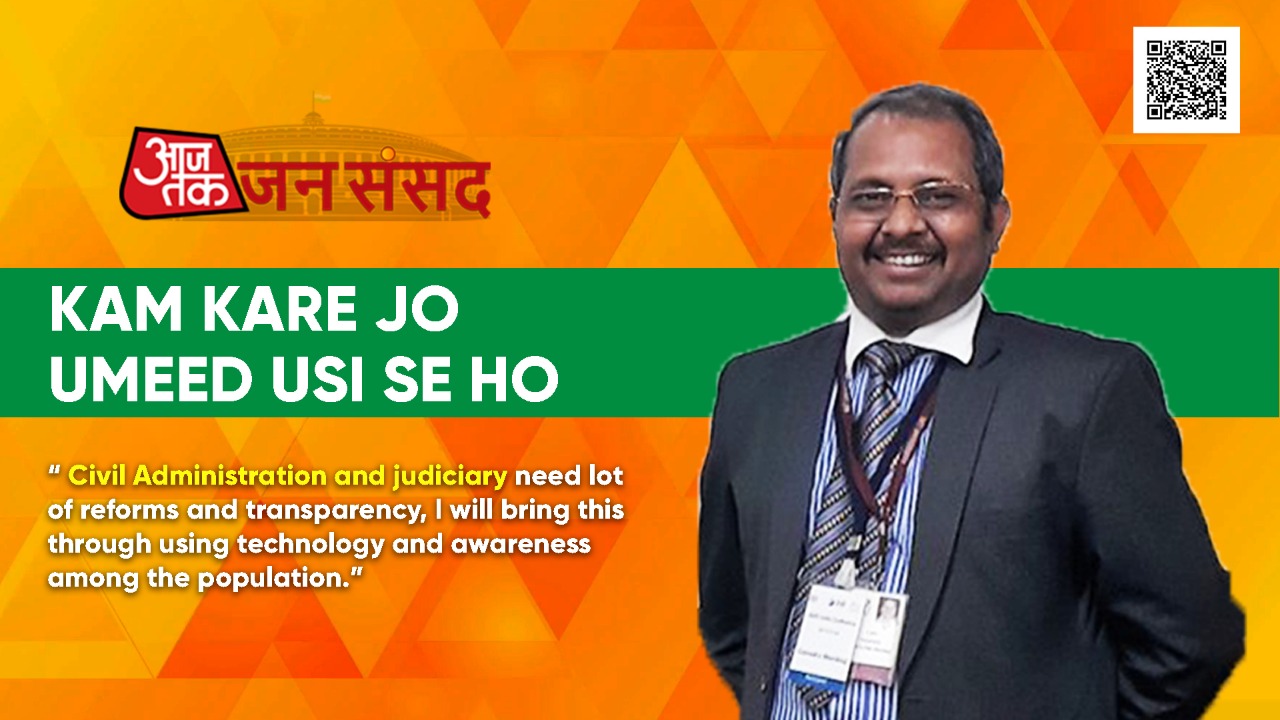 आज
तक
जन संसद
KAM KARE JO
UMEED USI SE HO
“ Civil Administration and judiciary need lot
of reforms and transparency, I will bring this
through using technology and awareness
among the population.”